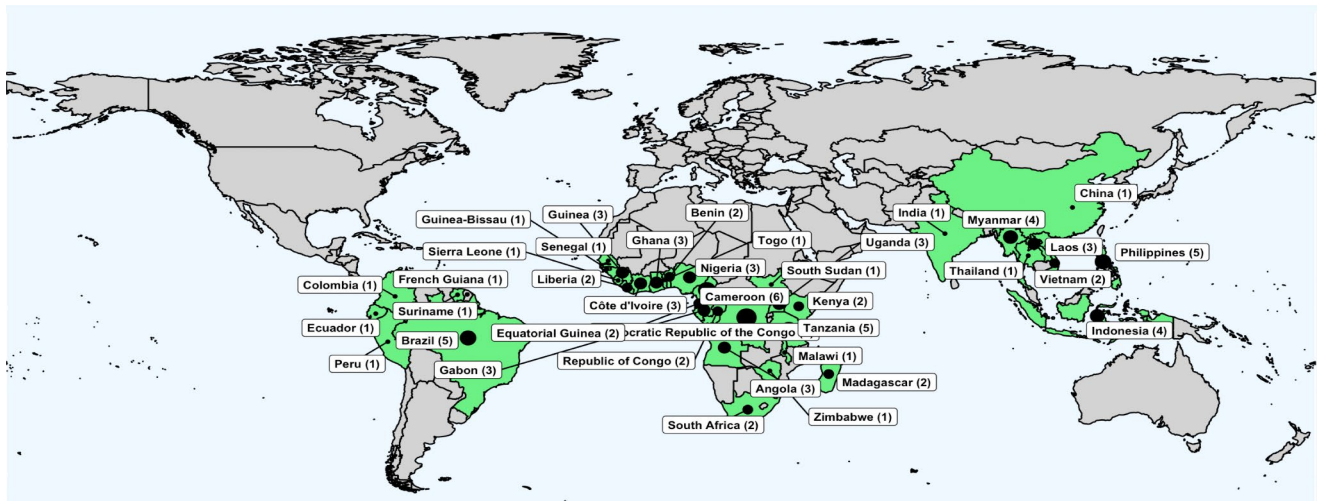 China (1)
Guinea (3)
Benin (2)
India (1)
Myanmar (4)
Guinea-Bissau (1)
Senegal (1)
Ghana (3)
Togo (1)
Uganda (3)
Laos (3)
Philippines (5)
Sierra Leone (1)
Nigeria (3)
South Sudan (1)
Thailand (1)
Vietnam (2)
Liberia (2)
French Guiana (1)
Colombia (1)
Côte d'Ivoire (3)
Cameroon (6)
Kenya (2)
Suriname (1)
Ecuador (1)
Brazil (5)
Equatorial Guinea (2)
Republic of the Congo
Tanzania (5)
Indonesia (4)
Peru (1)
Gabon (3)
Republic of Congo (2)
Malawi (1)
Angola (3)
Madagascar (2)
Zimbabwe (1)
South Africa (2)